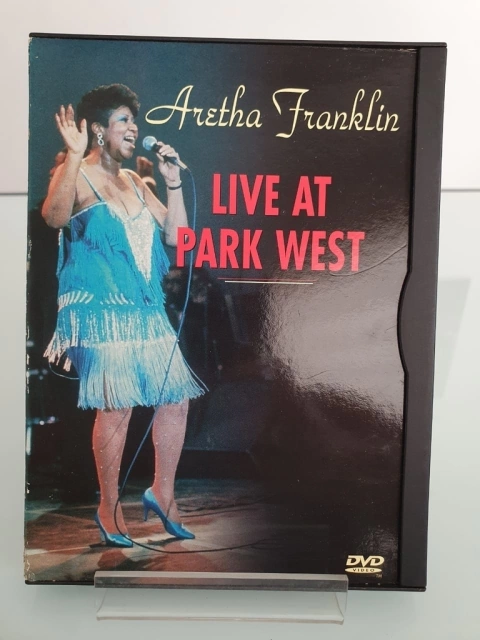 Aretha Franklin
LIVE AT
PARK WEST
DVD
VIDEO